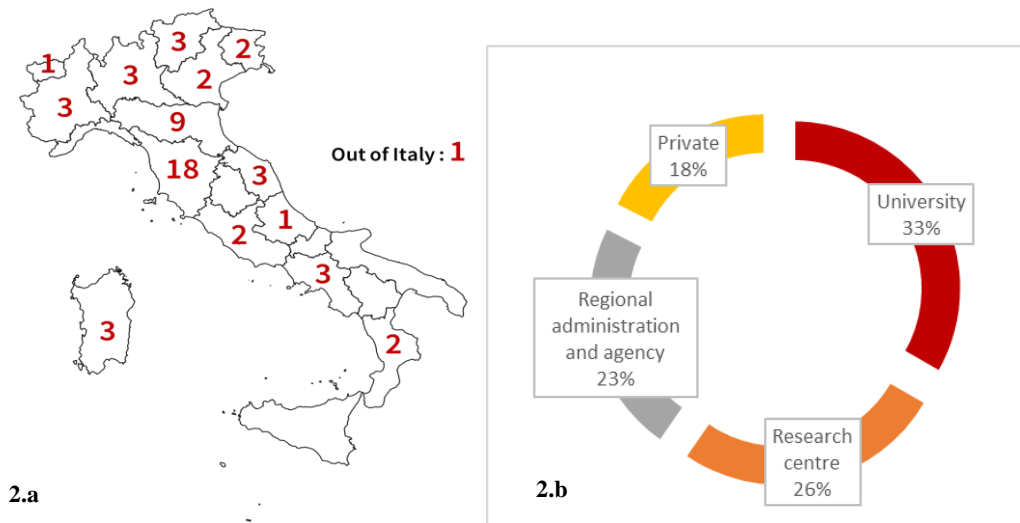 3
2
1
3
2
3
9
Out of Italy : 1
18
3
1
2
3
3
2
2.a
Private
18%
University
33%
Regional
administration
and agency
23%
Research
centre
26%
2.b